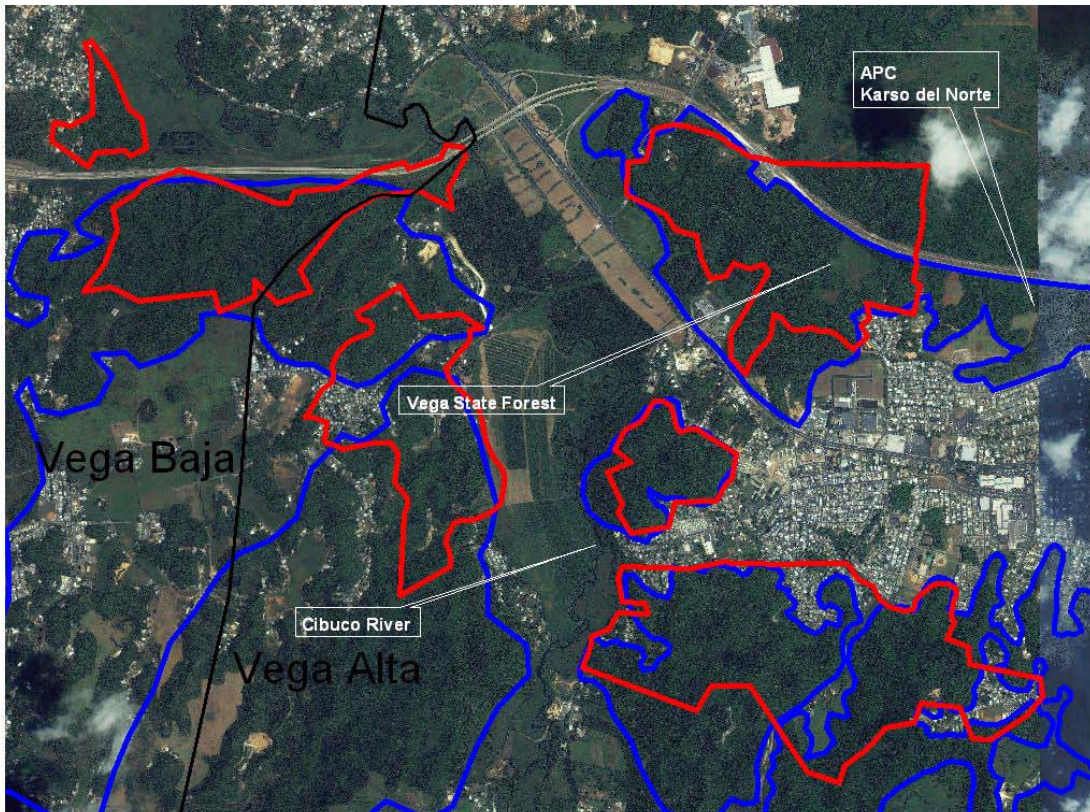 APC
Karso del Norte
Vega State Forest
Vega Baja
Cibuco River
Vega Alta